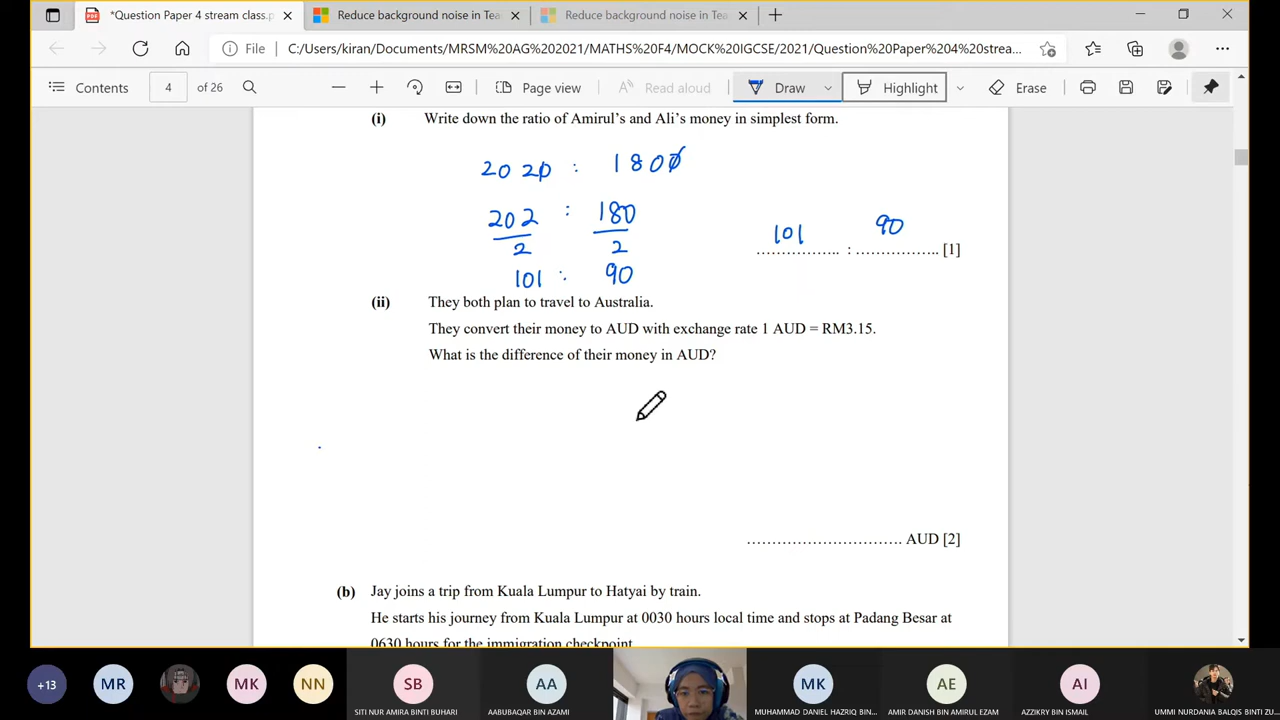 *Question Paper 4 stream class.p
Reduce background noise in Tea
Reduce background noise in Tea
File
C:/Users/kiran/Documents/MRSM%20AG%202021/MATHS%20F4/MOCK%20IGCSE/2021/Question%20Paper%204%20strea...
Contents
4
of 26
Page view
Read aloud
Draw
Highlight
Erase
(i) Write down the ratio of Amirul's and Ali's money in simplest form.
2020 : 1800
202 : 180
2 2
101 : 90
101 90
……………. : …………….. [1]
(ii) They both plan to travel to Australia.
They convert their money to AUD with exchange rate 1 AUD = RM3.15.
What is the difference of their money in AUD?
…………………………. AUD [2]
(b) Jay joins a trip from Kuala Lumpur to Hatyai by train.
He starts his journey from Kuala Lumpur at 0030 hours local time and stops at Padang Besar at
0630 hours for the immigration checkpoint.
+13
MR
MK
NN
SB
SITI NUR AMIRA BINTI BUHARI
AA
AABUBAQAR BIN AZAMI
MK
MUHAMMAD DANIEL HAZRIQ BIN...
AE
AMIR DANISH BIN AMIRUL EZAM
AI
AZZIKRY BIN ISMAIL
UMMI NURDANIA BALQIS BINTI ZU...